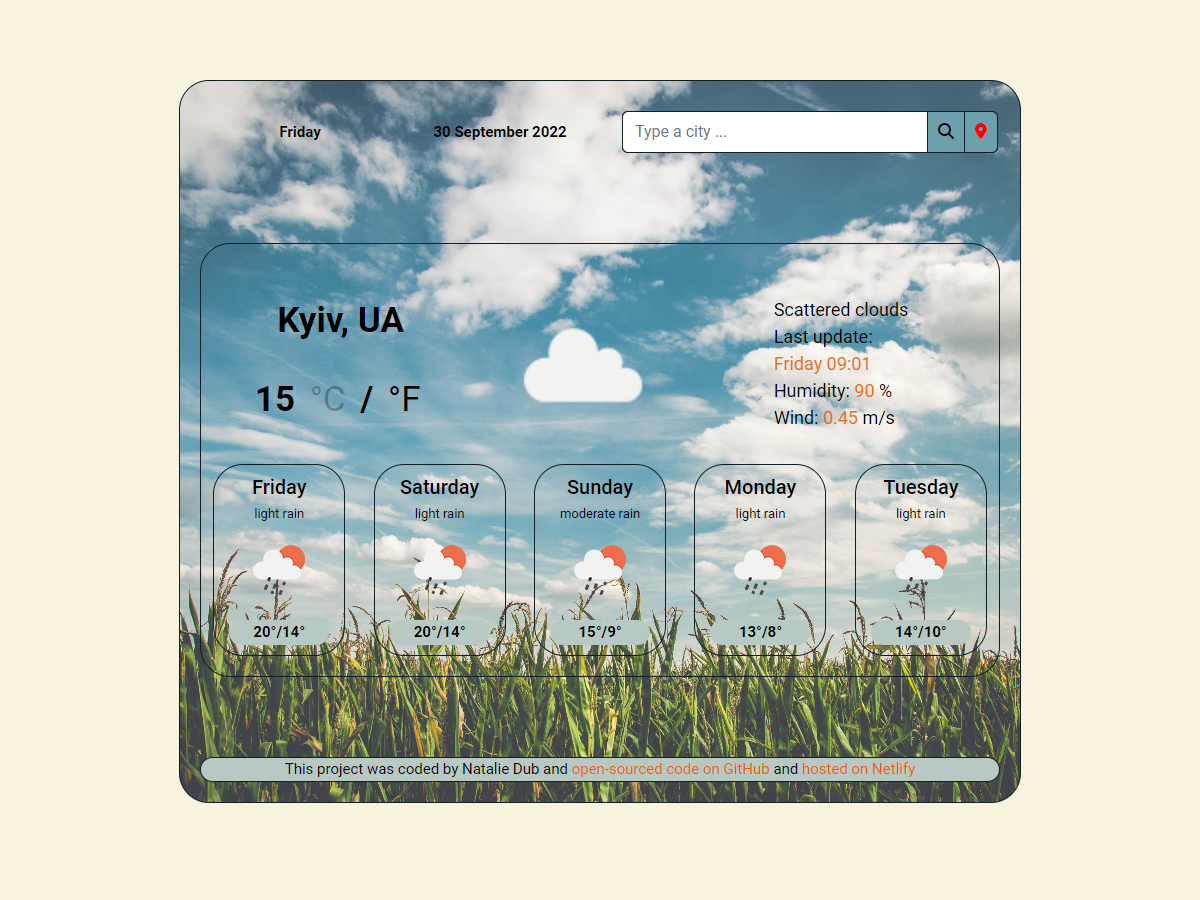 Friday
30 September 2022
Type a city ...
Kyiv, UA
15 °C / °F
Scattered clouds
Last update:
Friday 09:01
Humidity: 90 %
Wind: 0.45 m/s
Friday
light rain
20°/14°
Saturday
light rain
20°/14°
Sunday
moderate rain
15°/9°
Monday
light rain
13°/8°
Tuesday
light rain
14°/10°
This project was coded by Natalie Dub and open-sourced code on GitHub and hosted on Netlify